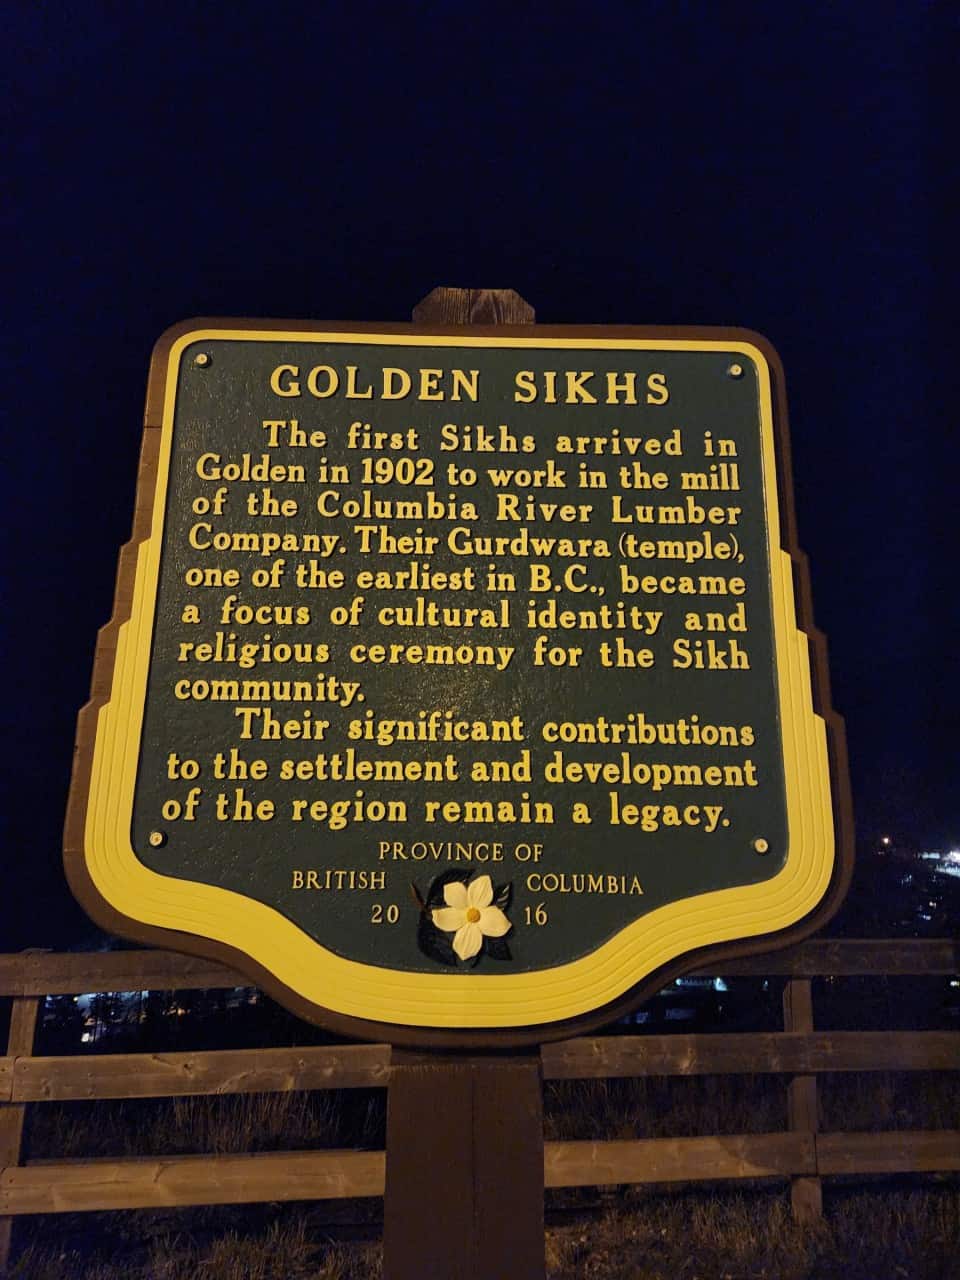 GOLDEN SIKHS
The first Sikhs arrived in
Golden in 1902 to work in the mill
of the Columbia River Lumber
Company. Their Gurdwara (temple),
one of the earliest in B.C., became
a focus of cultural identity and
religious ceremony for the Sikh
community.
Their significant contributions
to the settlement and development
of the region remain a legacy.
PROVINCE OF
BRITISH COLUMBIA
20 16